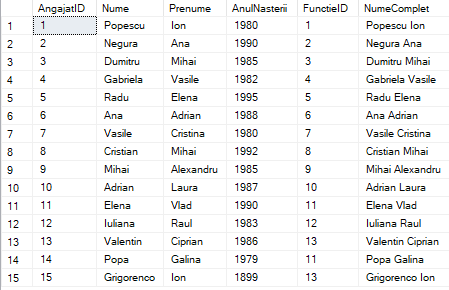 AngajatID Nume Prenume AnulNasterii FunctieID NumeComplet
1 1 Popescu Ion 1980 1 Popescu Ion
2 2 Negura Ana 1990 2 Negura Ana
3 3 Dumitru Mihai 1985 3 Dumitru Mihai
4 4 Gabriela Vasile 1982 4 Gabriela Vasile
5 5 Radu Elena 1995 5 Radu Elena
6 6 Ana Adrian 1988 6 Ana Adrian
7 7 Vasile Cristina 1980 7 Vasile Cristina
8 8 Cristian Mihai 1992 8 Cristian Mihai
9 9 Mihai Alexandru 1985 9 Mihai Alexandru
10 10 Adrian Laura 1987 10 Adrian Laura
11 11 Elena Vlad 1990 11 Elena Vlad
12 12 Iuliana Raul 1983 12 Iuliana Raul
13 13 Valentin Ciprian 1986 13 Valentin Ciprian
14 14 Popa Galina 1979 11 Popa Galina
15 15 Grigorenco Ion 1899 13 Grigorenco Ion